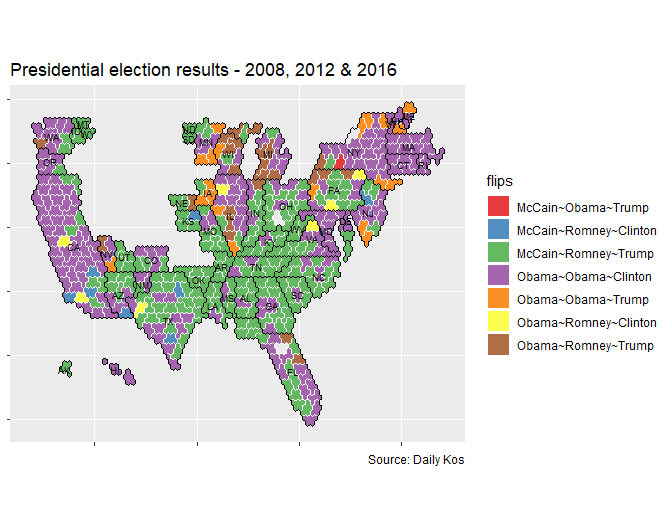 Presidential election results - 2008, 2012 & 2016
flips
McCain~Obama~Trump
McCain~Romney~Clinton
McCain~Romney~Trump
Obama~Obama~Clinton
Obama~Obama~Trump
Obama~Romney~Clinton
Obama~Romney~Trump
WA
MT
ND
SD
MN
WI
MI
NY
ME
MA
CT
RI
OR
NE
IA
PA
KS
IL
IN
OH
NJ
DE
CA
NV
UT
CO
MO
KY
WV
VA
AZ
NM
OK
AR
TN
NC
TX
LA
MS
AL
GA
SC
FL
AK
HI
Source: Daily Kos